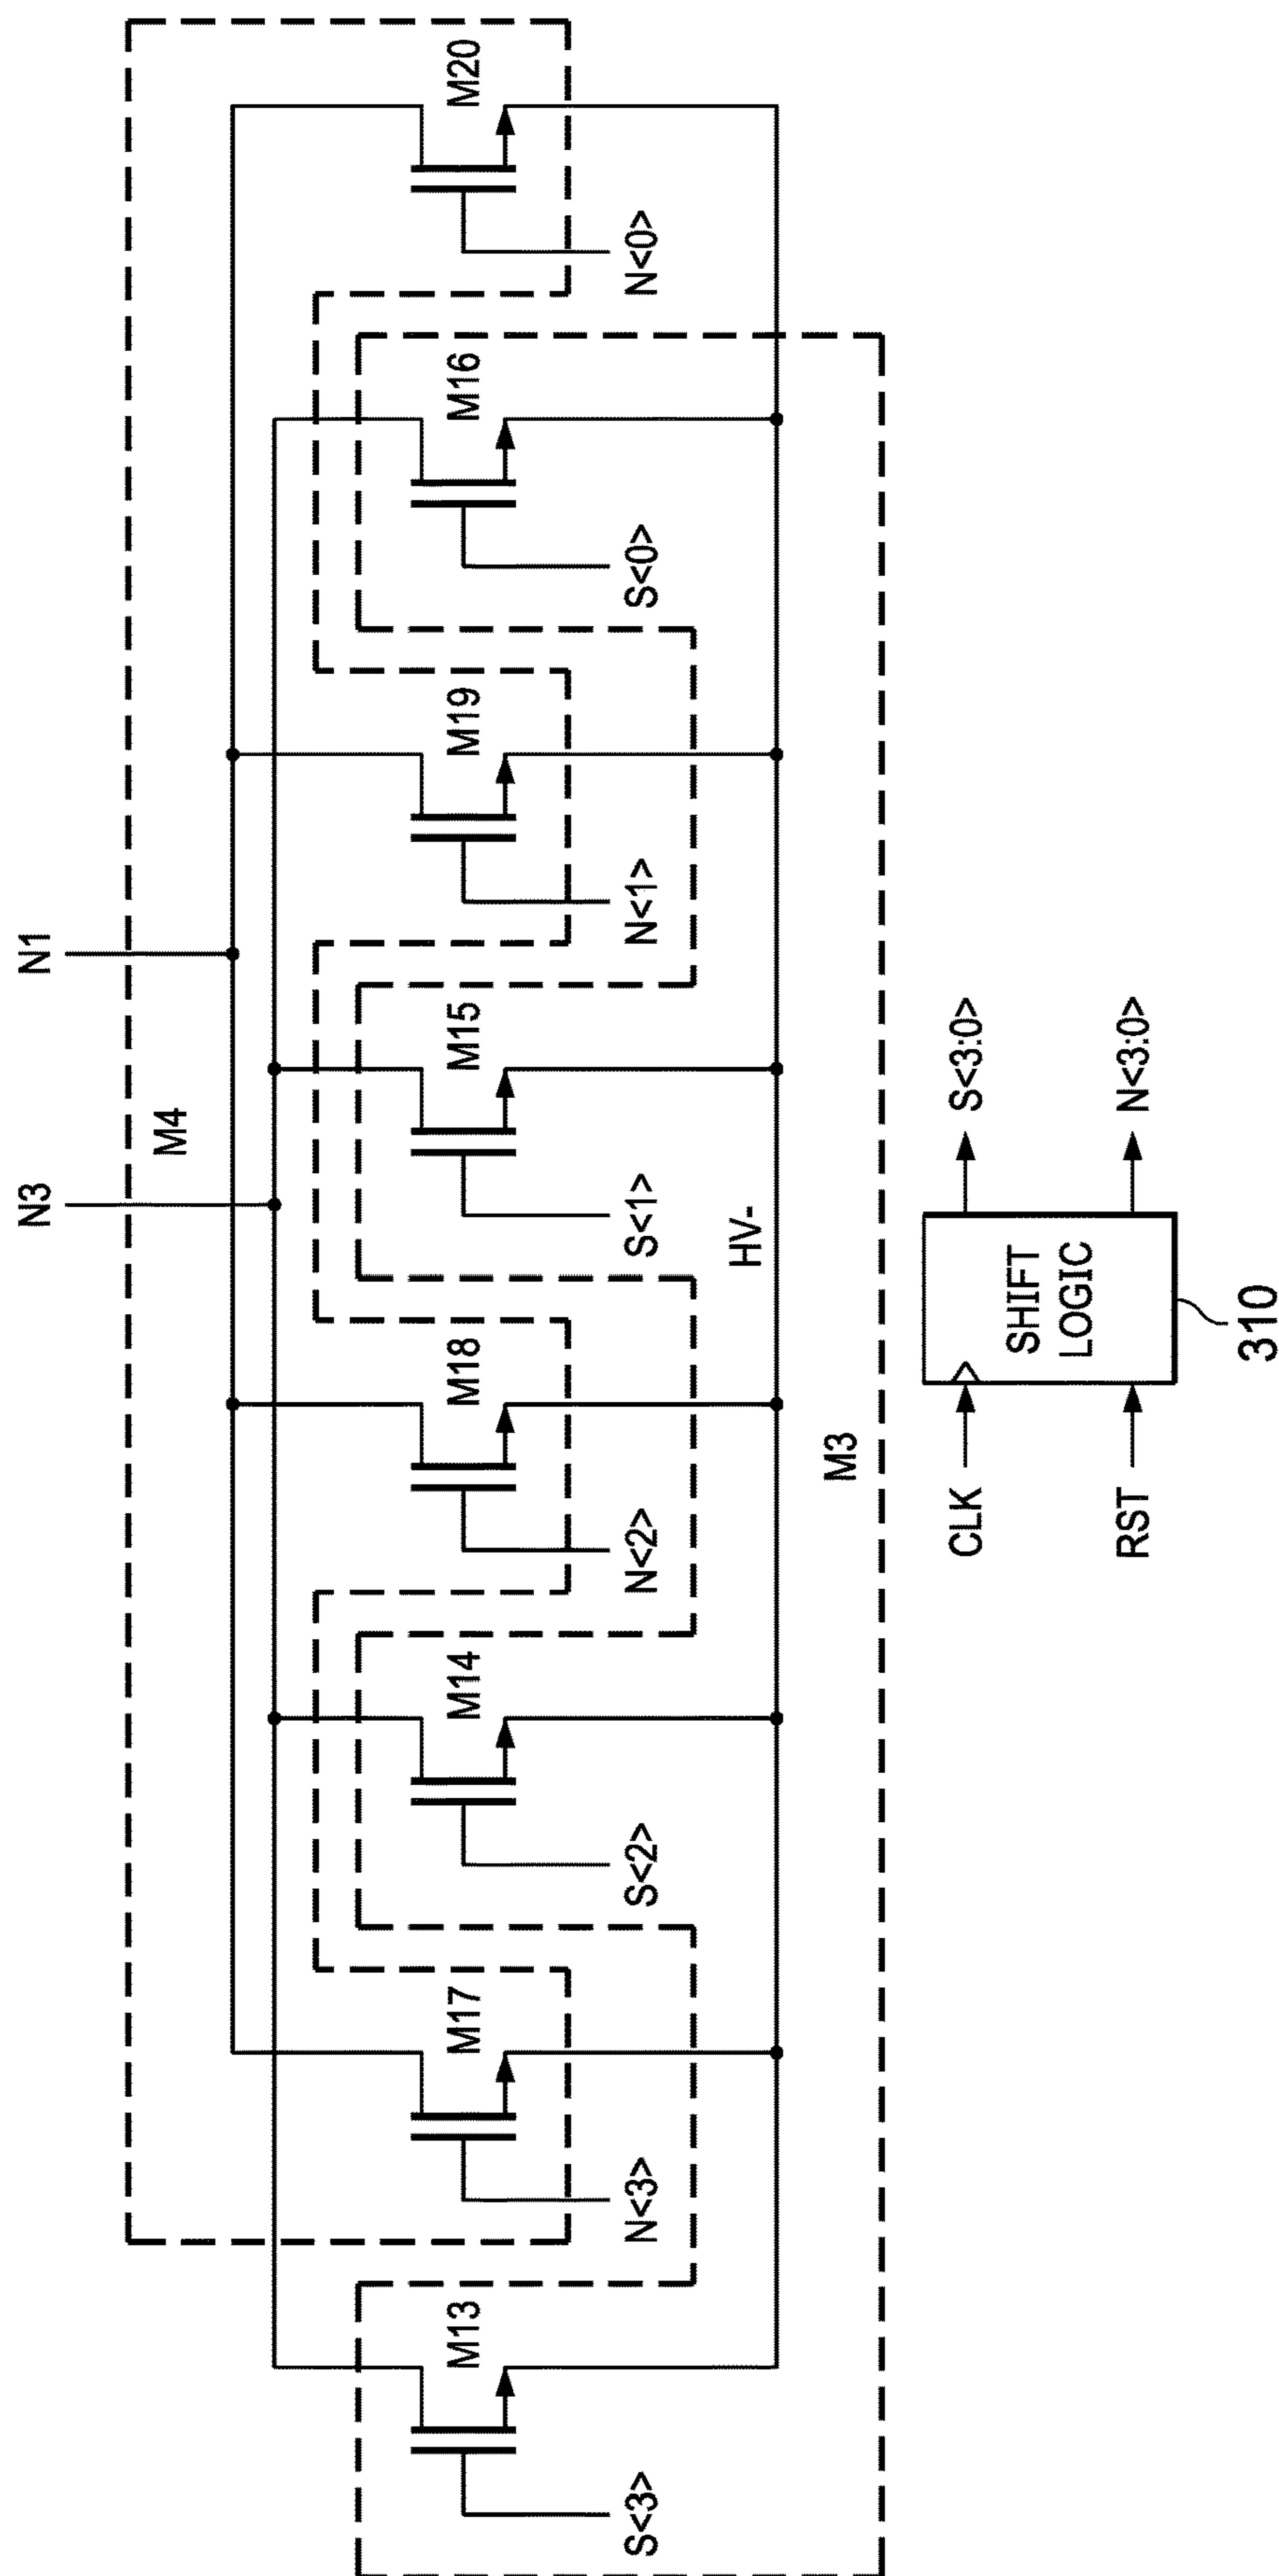 N3
N1
M4
M13
M17
M14
M18
M15
M19
M16
M20
S<3>
N<3>
S<2>
N<2>
S<1>
N<1>
S<0>
N<0>
HV-
M3
CLK
RST
SHIFT
LOGIC
S<3:0>
N<3:0>
310